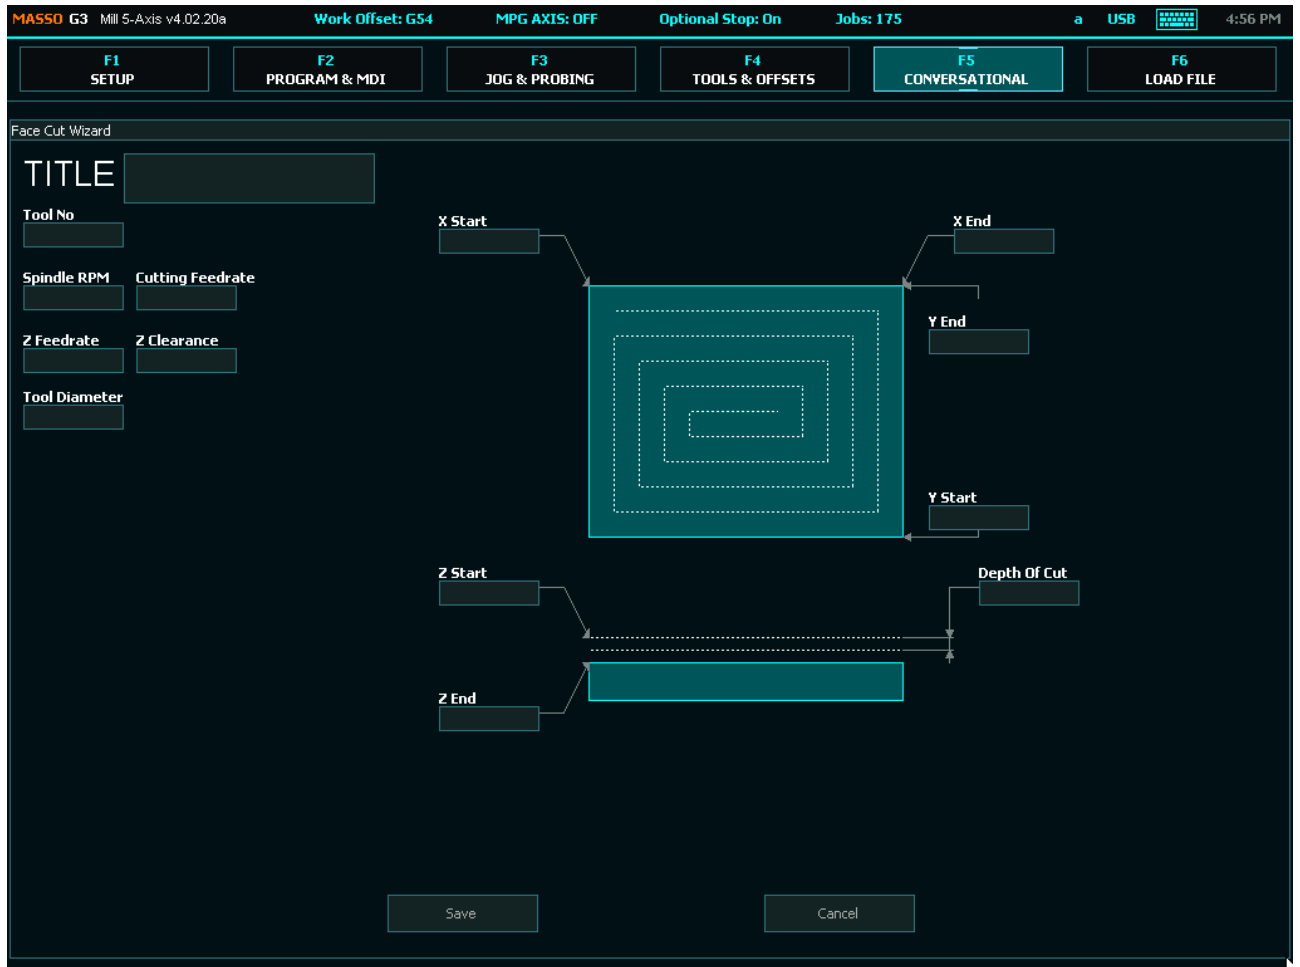 MASSO G3 Mill 5-Axis v4.02.20a Work Offset: G54 MPG AXIS: OFF Optional Stop: On Jobs: 175 a USB 4:56 PM
F1 F2 F3 F4 F5 F6
SETUP PROGRAM & MDI JOG & PROBING TOOLS & OFFSETS CONVERSATIONAL LOAD FILE
Face Cut Wizard
TITLE
Tool No
X Start X End
Spindle RPM Cutting Feedrate
Y End
Z Feedrate Z Clearance
Tool Diameter
Y Start
Z Start Depth Of Cut
Z End
Save Cancel